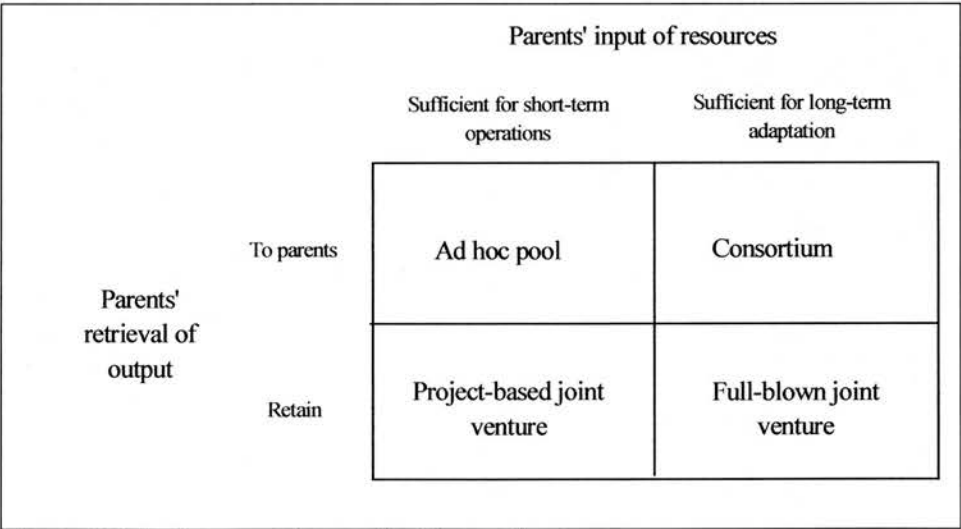 Parents' input of resources
Sufficient for short-term
operations
Sufficient for long-term
adaptation
To parents
Ad hoc pool
Consortium
Parents'
retrieval of
output
Retain
Project-based joint
venture
Full-blown joint
venture